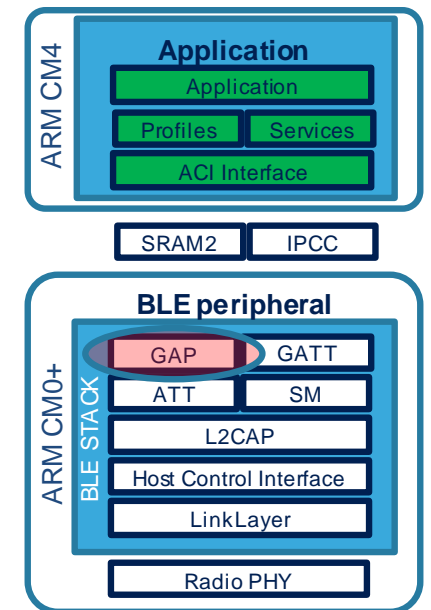 ARM CM4
Application
Application
Profiles Services
ACI Interface
SRAM2 IPCC
ARM CM0+
BLE peripheral
BLE STACK
GAP GATT
ATT SM
L2CAP
Host Control Interface
LinkLayer
Radio PHY